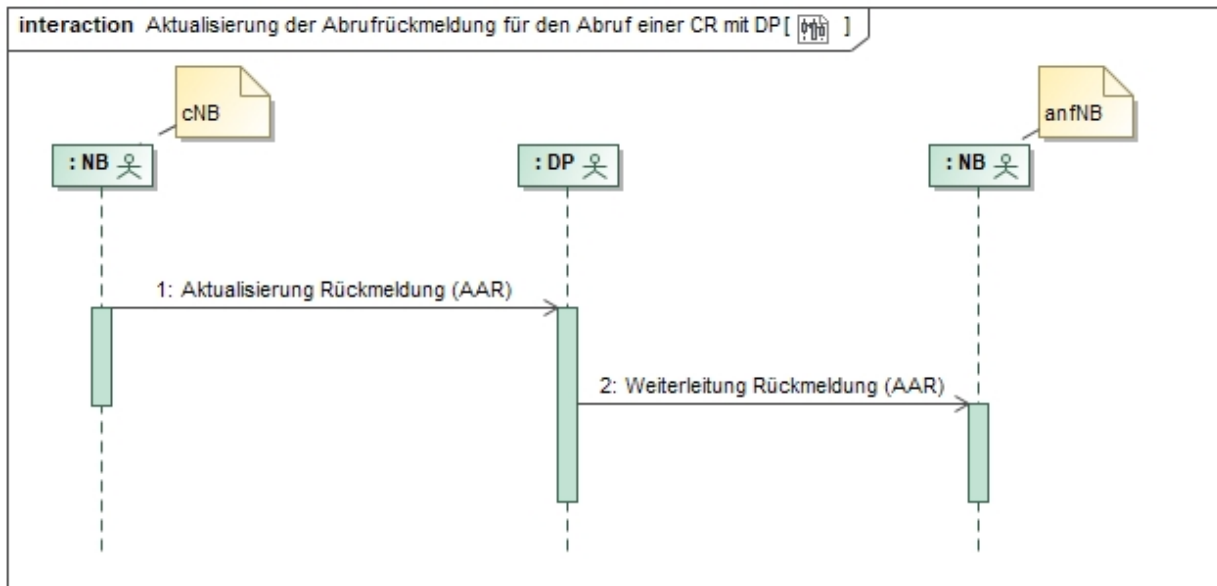 interaction Aktualisierung der Abrufrückmeldung für den Abruf einer CR mit DP[ ]
cNB
anfNB
: NB
: DP
: NB
1: Aktualisierung Rückmeldung (AAR)
2: Weiterleitung Rückmeldung (AAR)